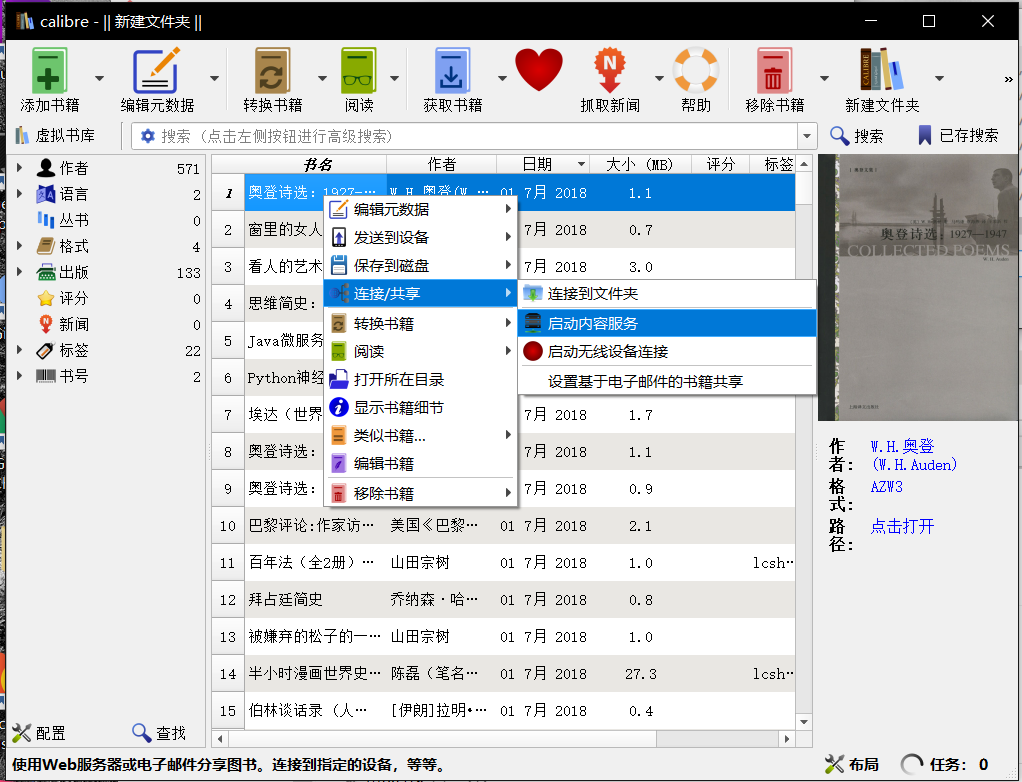 calibre - || 新建文件夹 ||
添加书籍 编辑元数据 转换书籍 阅读 获取书籍 抓取新闻 帮助 移除书籍 新建文件夹 »
虚拟书库 搜索（点击左侧按钮进行高级搜索） 搜索 已存搜索
作者 571
语言 2
丛书 0
格式 4
出版 133
评分 0
新闻 0
标签 22
书号 2
配置 查找
书名 作者 日期 大小 (MB) 评分 标签
1 奥登诗选: 1927-… W.H.奥登(W.… 01 7月 2018 1.1
2 窗里的女人 7月 2018 0.7
3 看人的艺术 7月 2018 3.0
4 思维简史:
5 Java微服务
6 Python神经
7 埃达（世界 7月 2018 1.7
8 奥登诗选: 7月 2018 1.1
9 奥登诗选: 7月 2018 0.9
10 巴黎评论:作家访… 美国《巴黎… 01 7月 2018 2.1
11 百年法（全2册）… 山田宗树 01 7月 2018 1.0 lcsh…
12 拜占廷简史 乔纳森·哈… 01 7月 2018 0.8
13 被嫌弃的松子的一… 山田宗树 01 7月 2018 1.0
14 半小时漫画世界史… 陈磊（笔名… 01 7月 2018 27.3 lcsh…
15 伯林谈话录（人… [伊朗]拉明•… 01 7月 2018 0.4
编辑元数据
发送到设备
保存到磁盘
连接/共享
转换书籍
阅读
打开所在目录
显示书籍细节
类似书籍...
编辑书籍
移除书籍
连接到文件夹
启动内容服务
启动无线设备连接
设置基于电子邮件的书籍共享
奥登诗选: 1927—1947
COLLECTED POEMS
W.H.Auden
作者: W.H.奥登
(W.H.Auden)
格式: AZW3
路径: 点击打开
使用Web服务器或电子邮件分享图书。连接到指定的设备，等等。 布局 任务: 0